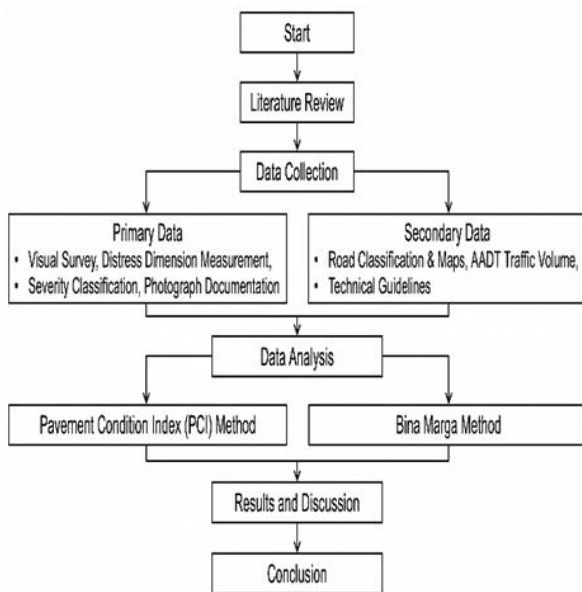 Start
Literature Review
Data Collection
Primary Data
• Visual Survey, Distress Dimension Measurement,
• Severity Classification, Photograph Documentation
Secondary Data
• Road Classification & Maps, AADT Traffic Volume,
• Technical Guidelines
Data Analysis
Pavement Condition Index (PCI) Method
Bina Marga Method
Results and Discussion
Conclusion